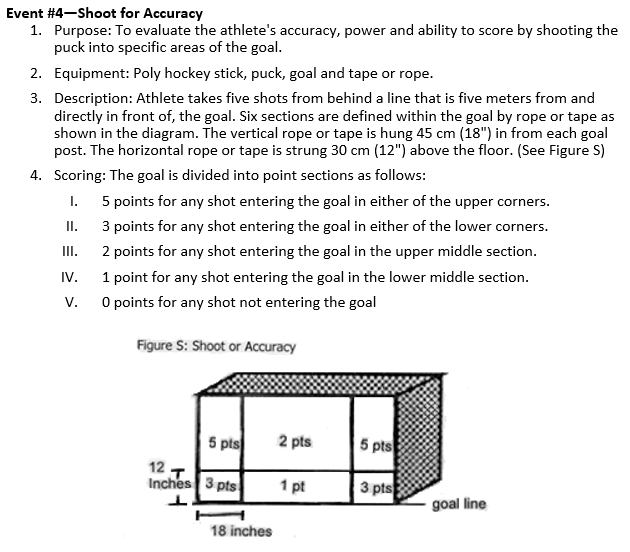 Event #4—Shoot for Accuracy
1. Purpose: To evaluate the athlete's accuracy, power and ability to score by shooting the
puck into specific areas of the goal.
2. Equipment: Poly hockey stick, puck, goal and tape or rope.
3. Description: Athlete takes five shots from behind a line that is five meters from and
directly in front of, the goal. Six sections are defined within the goal by rope or tape as
shown in the diagram. The vertical rope or tape is hung 45 cm (18") in from each goal
post. The horizontal rope or tape is strung 30 cm (12") above the floor. (See Figure S)
4. Scoring: The goal is divided into point sections as follows:
I. 5 points for any shot entering the goal in either of the upper corners.
II. 3 points for any shot entering the goal in either of the lower corners.
III. 2 points for any shot entering the goal in the upper middle section.
IV. 1 point for any shot entering the goal in the lower middle section.
V. 0 points for any shot not entering the goal
Figure S: Shoot or Accuracy
5 pts 2 pts 5 pts
12
Inches 3 pts 1 pt 3 pts
goal line
18 inches